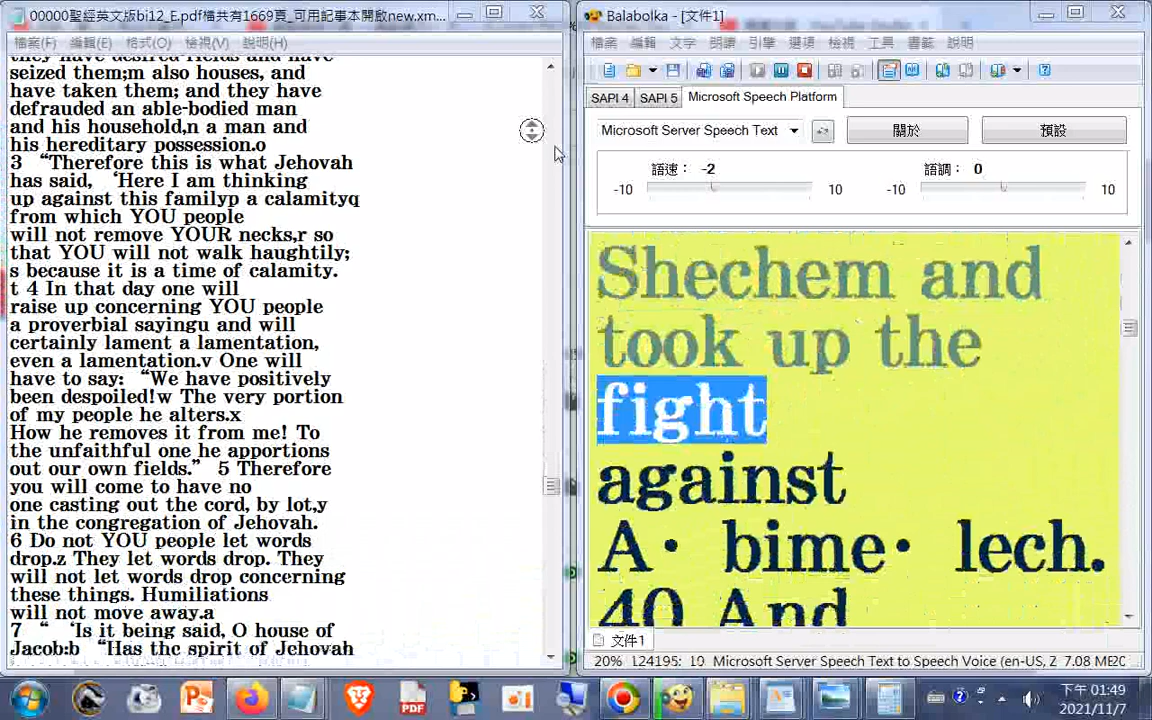 00000聖經英文版bi12_E.pdf檔共有1669頁_可用記事本開啟new.xm...
檔案(F) 編輯(E) 格式(O) 檢視(V) 說明(H)
they have desired fields and have
seized them;m also houses, and
have taken them; and they have
defrauded an able-bodied man
and his household,n a man and
his hereditary possession.o
3 “Therefore this is what Jehovah
has said, ‘Here I am thinking
up against this familyp a calamityq
from which YOU people
will not remove YOUR necks,r so
that YOU will not walk haughtily;
s because it is a time of calamity.
t 4 In that day one will
raise up concerning YOU people
a proverbial sayingu and will
certainly lament a lamentation,
even a lamentation.v One will
have to say: “We have positively
been despoiled!w The very portion
of my people he alters.x
How he removes it from me! To
the unfaithful one he apportions
out our own fields.” 5 Therefore
you will come to have no
one casting out the cord, by lot,y
in the congregation of Jehovah.
6 Do not YOU people let words
drop.z They let words drop. They
will not let words drop concerning
these things. Humiliations
will not move away.a
7 “ ‘Is it being said, O house of
Jacob:b “Has the spirit of Jehovah
Balabolka - [文件1]
檔案 編輯 文字 朗讀 引擎 選項 檢視 工具 書籤 說明
SAPI 4 SAPI 5 Microsoft Speech Platform
Microsoft Server Speech Text 關於 預設
語速： -2 語調： 0
-10 10 -10 10
Shechem and
took up the
fight
against
A· bime· lech.
40 And
文件1
20% L24195: 19 Microsoft Server Speech Text to Speech Voice (en-US, Z 7.08 ME
PDF
下午 01:49
2021/11/7